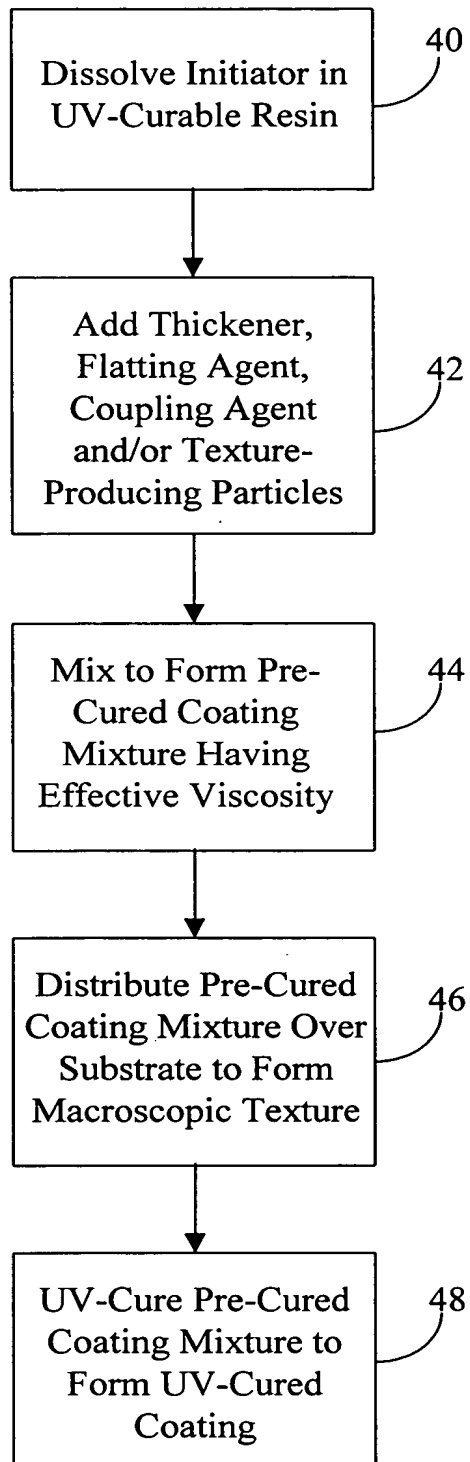 40
Dissolve Initiator in
UV-Curable Resin
Add Thickener,
Flatting Agent,
Coupling Agent
and/or Texture-
Producing Particles
42
Mix to Form Pre-
Cured Coating
Mixture Having
Effective Viscosity
44
Distribute Pre-Cured
Coating Mixture Over
Substrate to Form
Macroscopic Texture
46
UV-Cure Pre-Cured
Coating Mixture to
Form UV-Cured
Coating
48